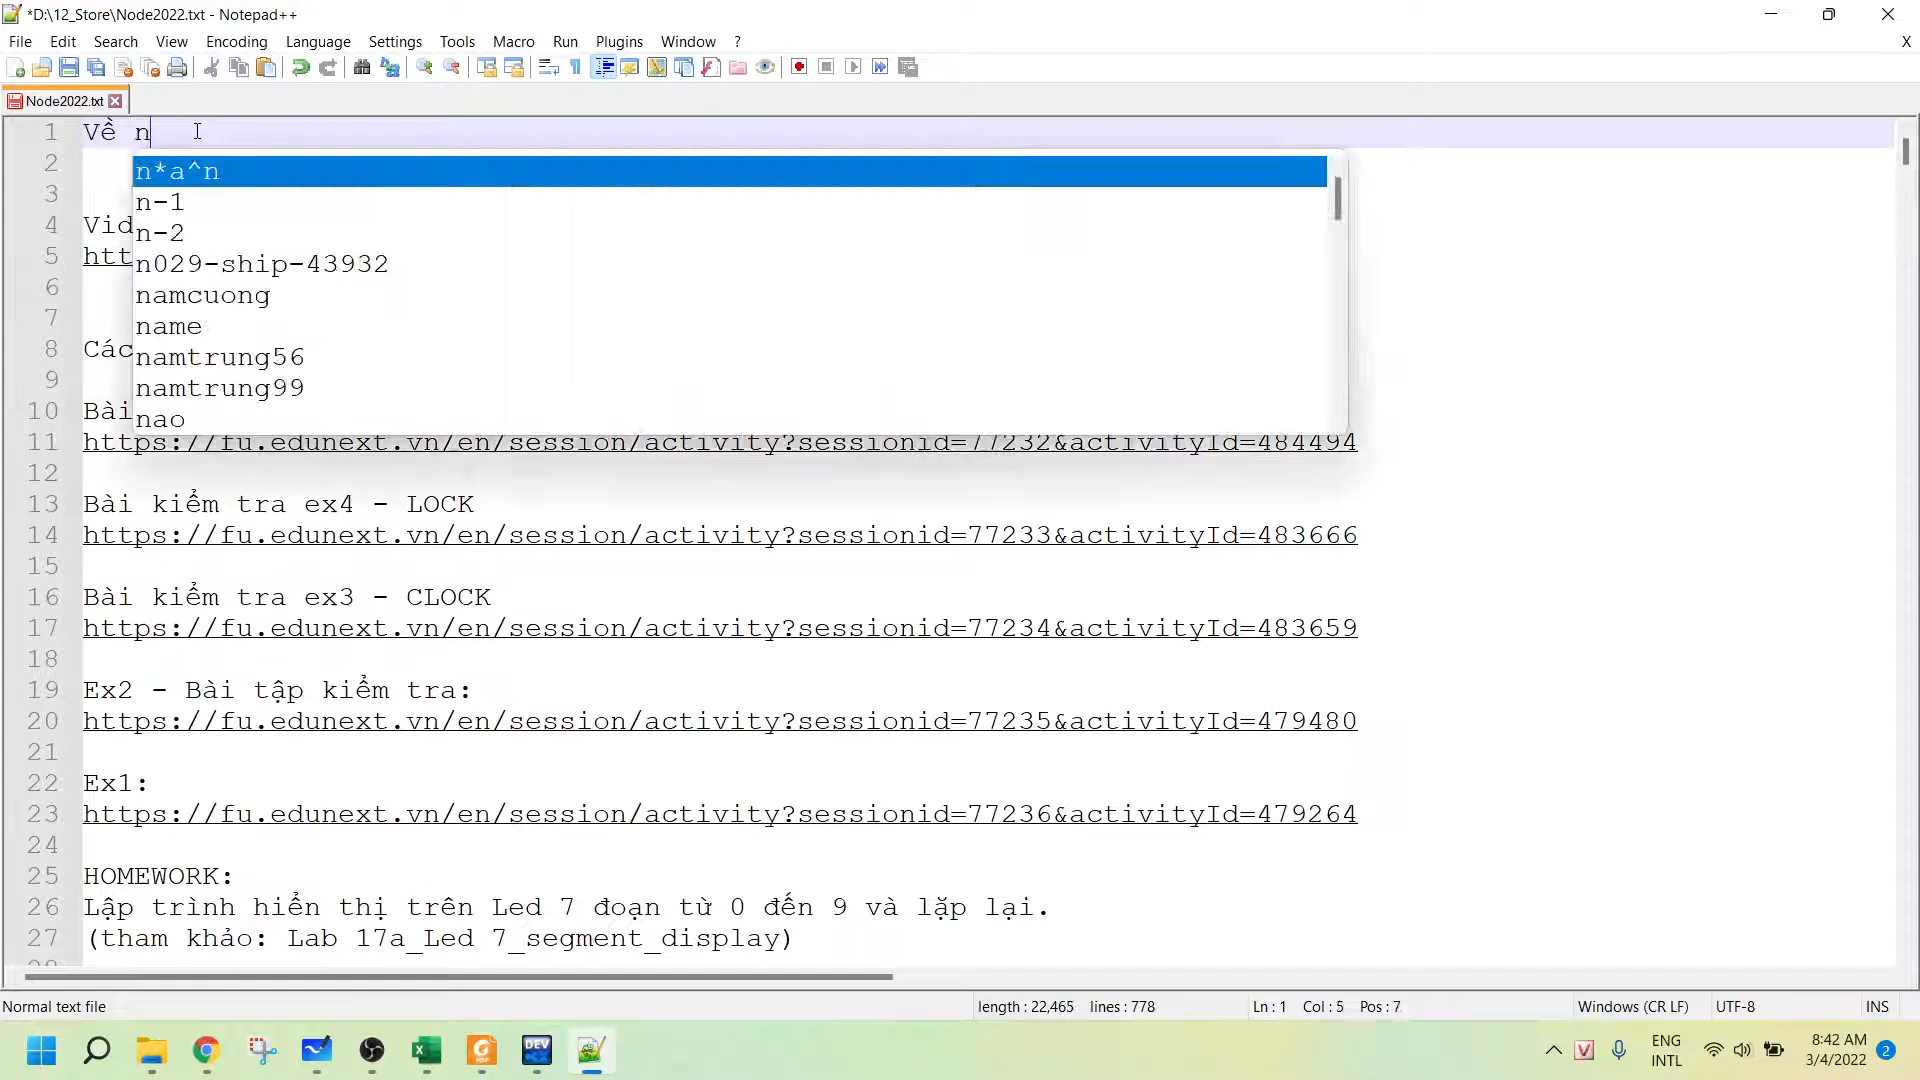 *D:\12_Store\Node2022.txt - Notepad++
File Edit Search View Encoding Language Settings Tools Macro Run Plugins Window ? X
Node2022.txt
1 Về n
2
n*a^n
3
n-1
4 Vid
n-2
5 htt
n029-ship-43932
6
namcuong
7
name
8 Các
namtrung56
9
namtrung99
10 Bài
nao
11 https://fu.edunext.vn/en/session/activity?sessionid=77232&activityId=484494
12
13 Bài kiểm tra ex4 - LOCK
14 https://fu.edunext.vn/en/session/activity?sessionid=77233&activityId=483666
15
16 Bài kiểm tra ex3 - CLOCK
17 https://fu.edunext.vn/en/session/activity?sessionid=77234&activityId=483659
18
19 Ex2 - Bài tập kiểm tra:
20 https://fu.edunext.vn/en/session/activity?sessionid=77235&activityId=479480
21
22 Ex1:
23 https://fu.edunext.vn/en/session/activity?sessionid=77236&activityId=479264
24
25 HOMEWORK:
26 Lập trình hiển thị trên Led 7 đoạn từ 0 đến 9 và lặp lại.
27 (tham khảo: Lab 17a_Led 7_segment_display)
28
Normal text file length : 22,465 lines : 778 Ln : 1 Col : 5 Pos : 7 Windows (CR LF) UTF-8 INS
DEV
V
ENG
INTL
8:42 AM
3/4/2022
2